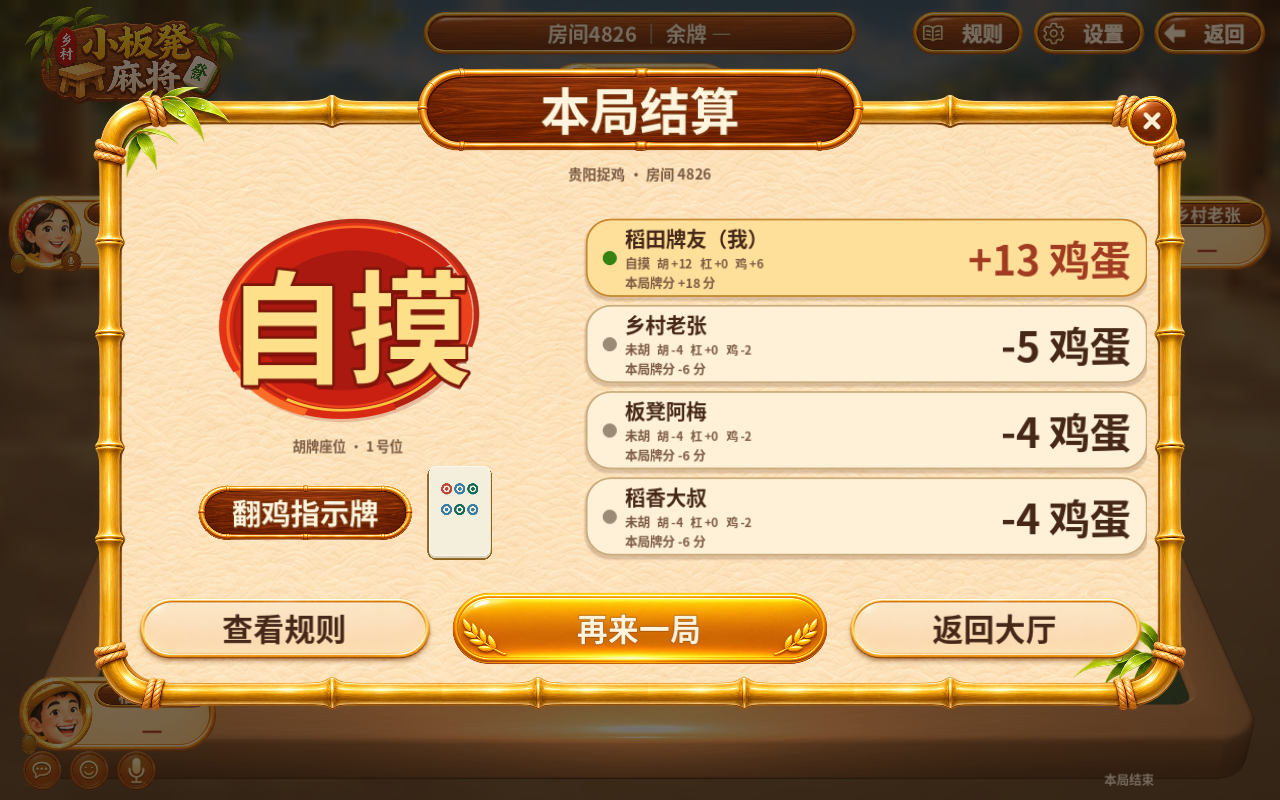 乡村
小板凳
麻将
發
房间4826 | 余牌 —
规则
设置
返回
本局结算
贵阳捉鸡 · 房间 4826
乡村老张
—
自摸
胡牌座位 · 1 号位
翻鸡指示牌
稻田牌友（我）
自摸 胡 +12 杠 +0 鸡 +6
本局牌分 +18 分
+13 鸡蛋
乡村老张
未胡 胡 -4 杠 +0 鸡 -2
本局牌分 -6 分
-5 鸡蛋
板凳阿梅
未胡 胡 -4 杠 +0 鸡 -2
本局牌分 -6 分
-4 鸡蛋
稻香大叔
未胡 胡 -4 杠 +0 鸡 -2
本局牌分 -6 分
-4 鸡蛋
查看规则
再来一局
返回大厅
—
本局结束